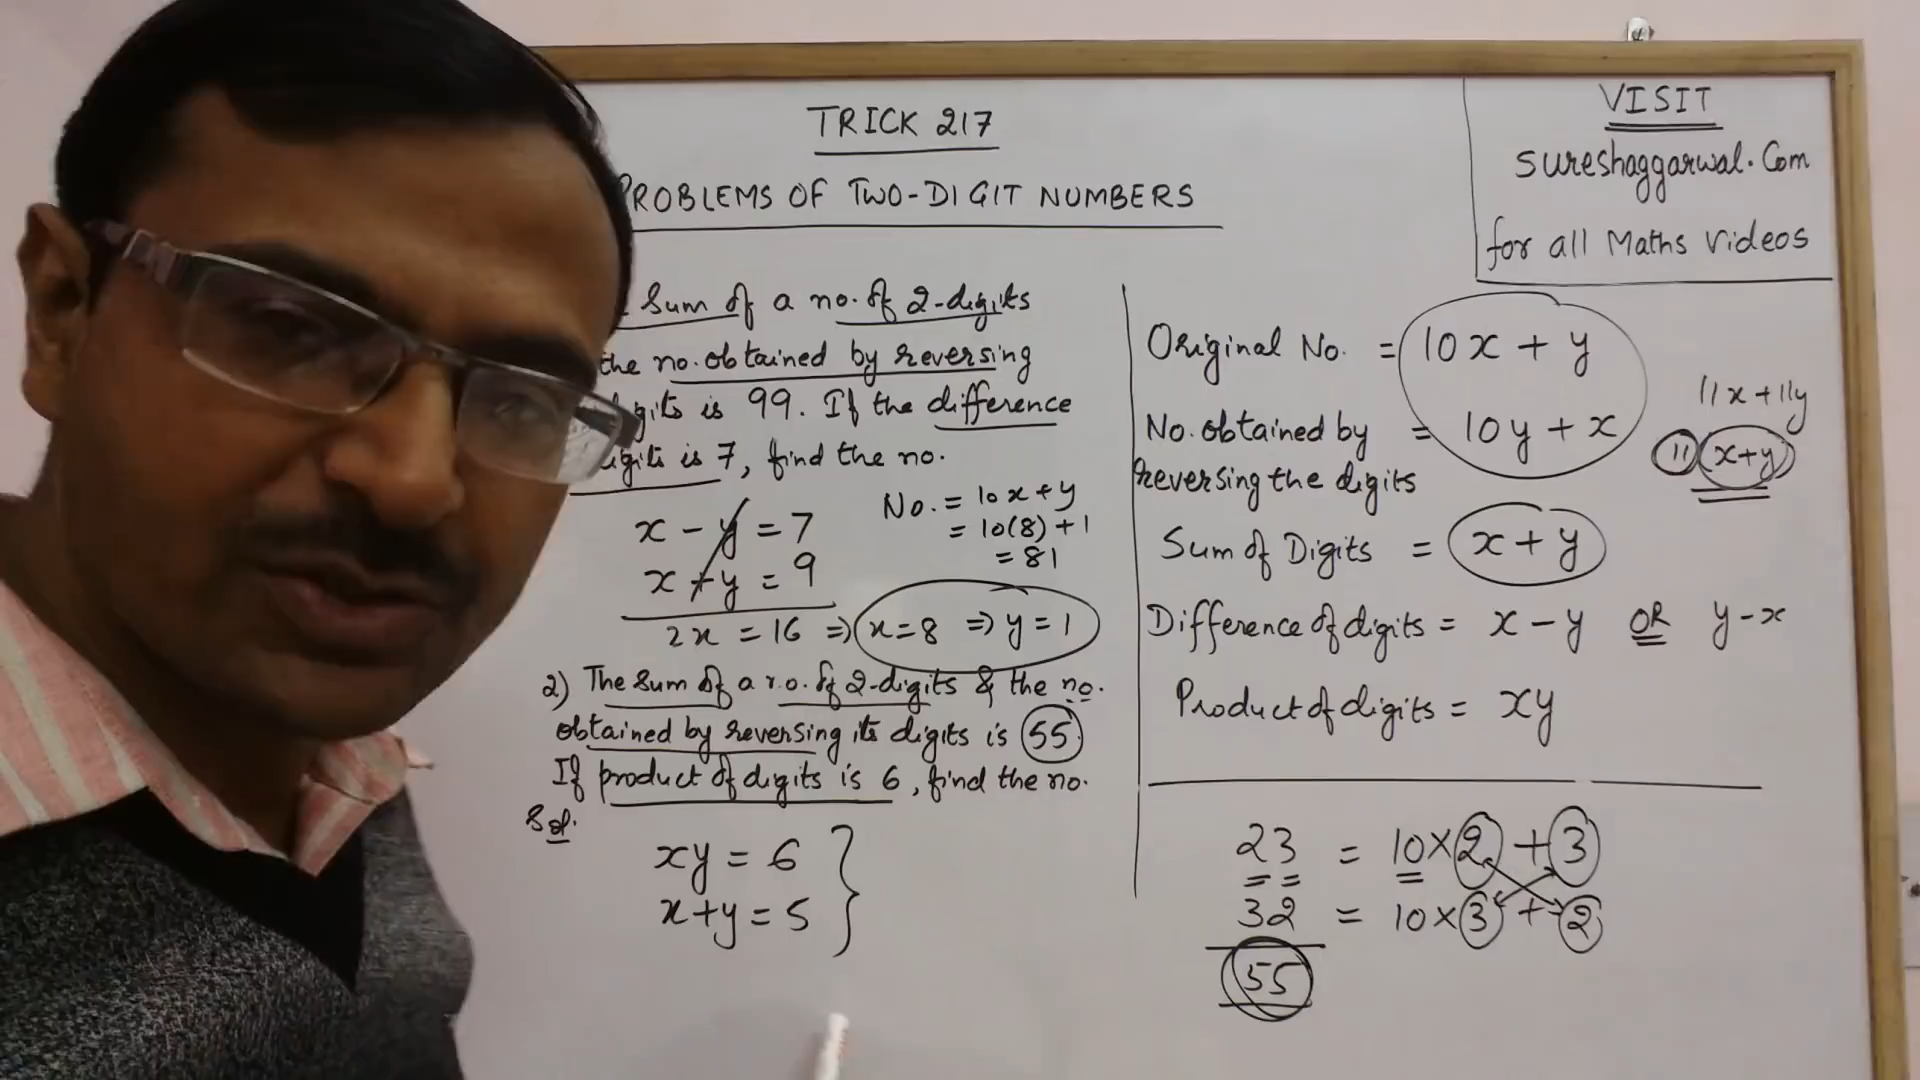 TRICK 217
PROBLEMS OF TWO-DIGIT NUMBERS
VISIT
sureshaggarwal.Com
for all Maths Videos
Sum of a no. of 2-digits
the no. obtained by reversing
digits is 99. If the difference
digits is 7, find the no.
x - y = 7
x + y = 9
2x = 16 ⇒ x = 8 ⇒ y = 1
No. = 10x + y
= 10(8) + 1
= 81
2) The sum of a no. of 2-digits & the no.
obtained by reversing its digits is 55
If product of digits is 6, find the no.
Sol.
xy = 6
x+y = 5
Original No. = 10x + y
No. obtained by = 10y + x
reversing the digits
11x + 11y
11 (x+y)
Sum of Digits = x + y
Difference of digits = x - y OR y - x
Product of digits = xy
23 = 10 × 2 + 3
32 = 10 × 3 + 2
55